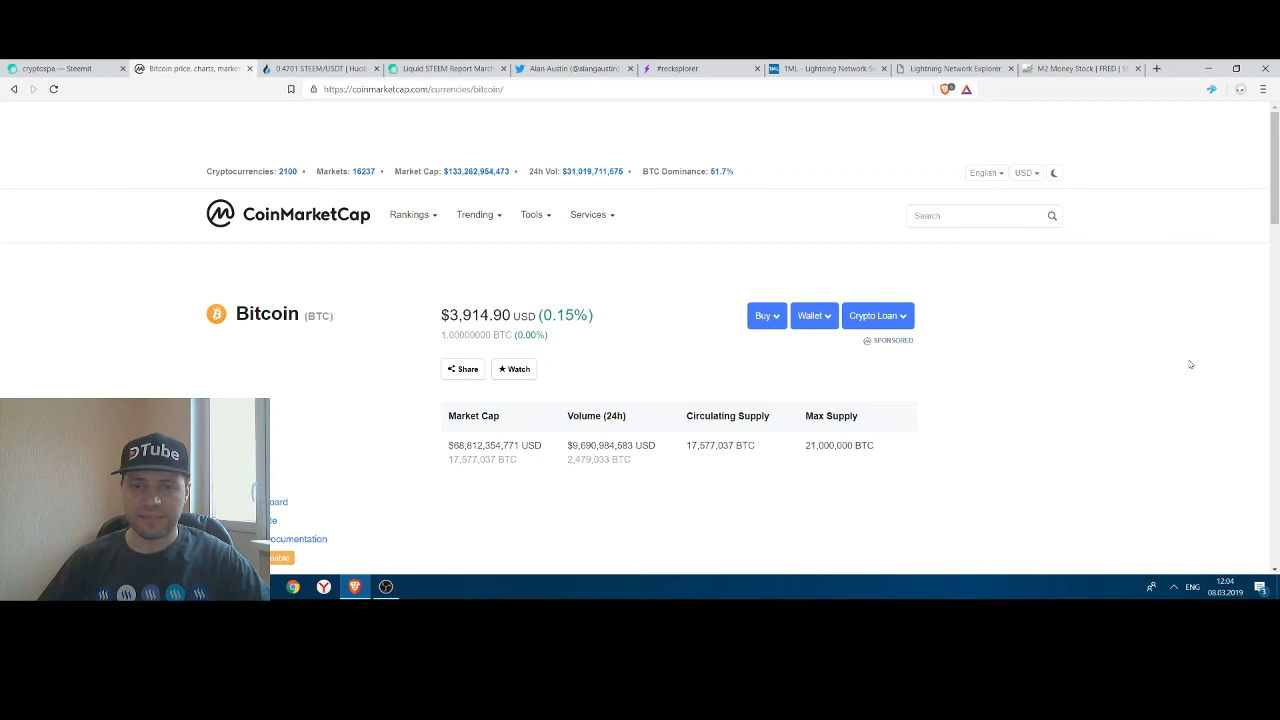 cryptospa — Steemit
Bitcoin price, charts, market
0.4701 STEEM/USDT | Huob
Liquid STEEM Report March
Alan Austin (@alangaustin)
#recksplorer
1ML - Lightning Network S
Lightning Network Explorer
M2 Money Stock | FRED | S
https://coinmarketcap.com/currencies/bitcoin/
Cryptocurrencies: 2100 • Markets: 16237 • Market Cap: $133,262,954,473 • 24h Vol: $31,019,711,575 • BTC Dominance: 51.7%
English
USD
CoinMarketCap
Rankings
Trending
Tools
Services
Search
Bitcoin (BTC)
$3,914.90 USD (0.15%)
1.00000000 BTC (0.00%)
Buy
Wallet
Crypto Loan
SPONSORED
Share
Watch
Market Cap Volume (24h) Circulating Supply Max Supply
$68,812,354,771 USD $9,690,984,583 USD 17,577,037 BTC 21,000,000 BTC
17,577,037 BTC 2,479,033 BTC
DTube
oard
te
ocumentation
eable
ENG
12:04
08.03.2019